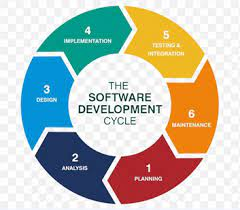 THE
SOFTWARE
DEVELOPMENT
CYCLE
1
PLANNING
2
ANALYSIS
3
DESIGN
4
IMPLEMENTATION
5
TESTING &
INTEGRATION
6
MAINTENANCE